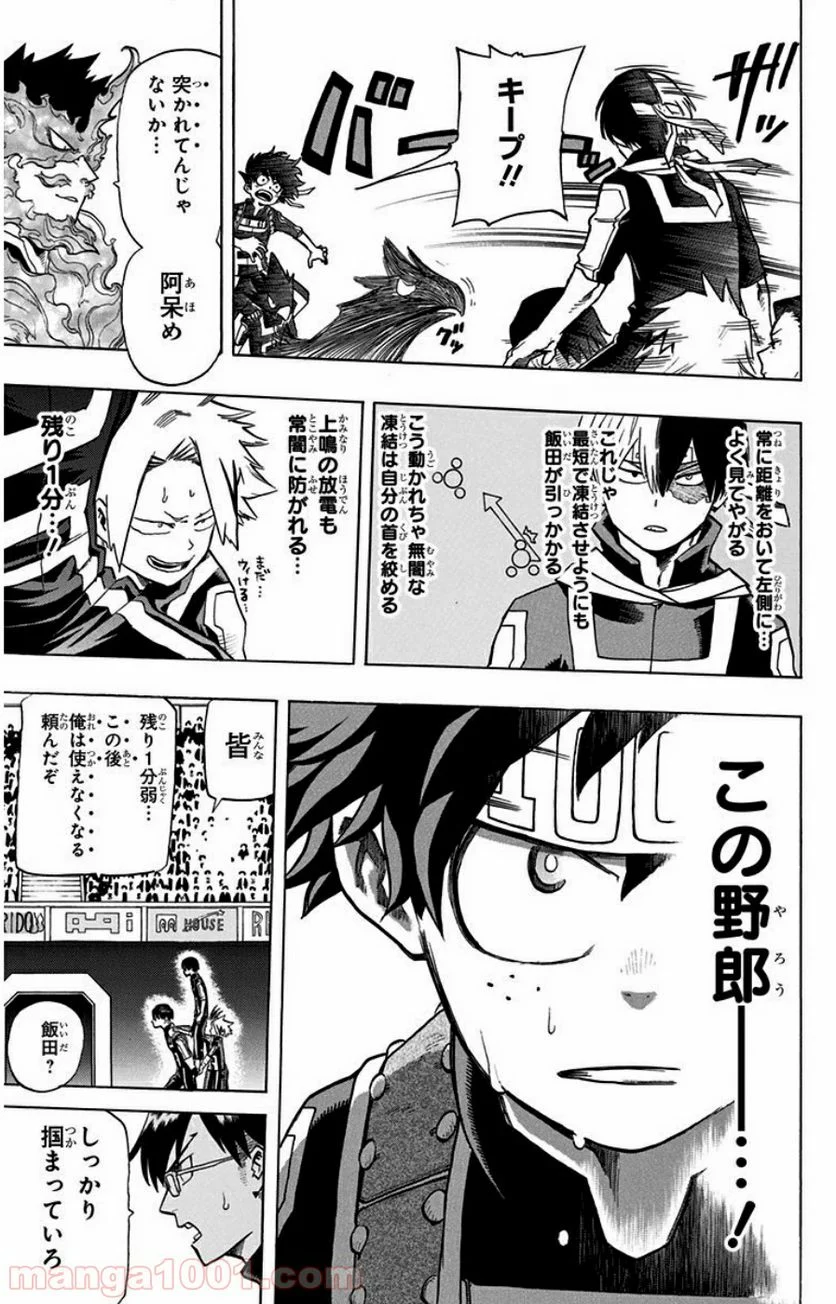 キープ!!
バーー
グッ
突かれてんじゃ
ないか…
阿呆め
常に距離をおいて左側に…
よく見てやがる
これじゃ
最短で凍結させようにも
飯田が引っかかる
こう動かれちゃ無闇な
凍結は自分の首を絞める
上鳴の放電も
常闇に防がれる…
まだ…
ウィける…
残り1分…!
この野郎――…!
皆
残り1分弱…
この後
俺は使えなくなる
頼んだぞ
HOUSE
飯田?
しっかり
掴まっていろ
manga1001.com